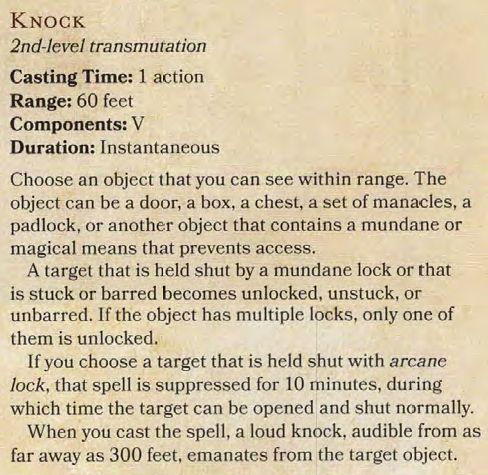 KNOCK
2nd-level transmutation
Casting Time: 1 action
Range: 60 feet
Components: V
Duration: Instantaneous
Choose an object that you can see within range. The
object can be a door, a box, a chest, a set of manacles, a
padlock, or another object that contains a mundane or
magical means that prevents access.
A target that is held shut by a mundane lock or that
is stuck or barred becomes unlocked, unstuck, or
unbarred. If the object has multiple locks, only one of
them is unlocked.
If you choose a target that is held shut with arcane
lock, that spell is suppressed for 10 minutes, during
which time the target can be opened and shut normally.
When you cast the spell, a loud knock, audible from as
far away as 300 feet, emanates from the target object.